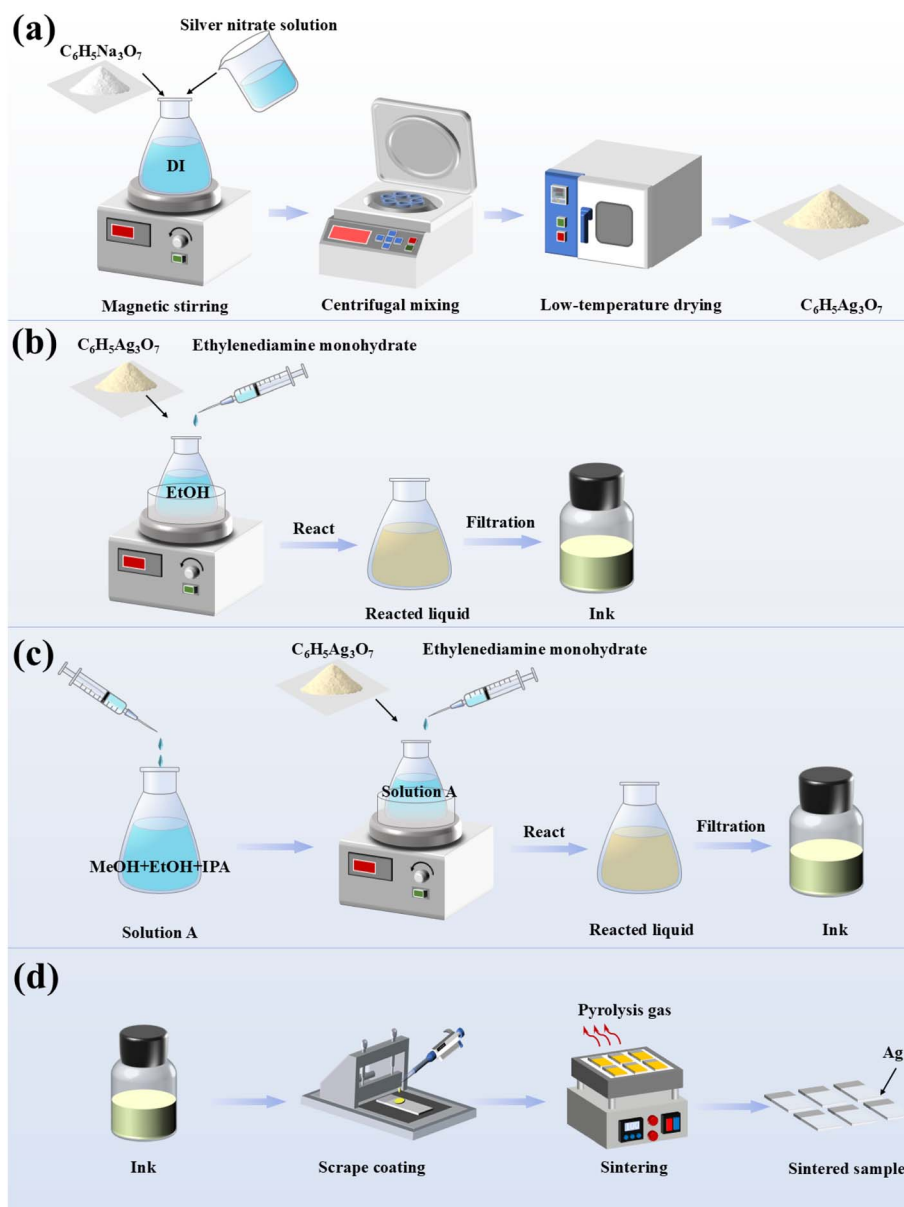 (a)
Silver nitrate solution
C₆H₅Na₃O₇
DI
Magnetic stirring
Centrifugal mixing
Low-temperature drying
C₆H₅Ag₃O₇
(b)
C₆H₅Ag₃O₇
Ethylenediamine monohydrate
EtOH
React
Filtration
Reacted liquid
Ink
(c)
C₆H₅Ag₃O₇
Ethylenediamine monohydrate
MeOH+EtOH+IPA
Solution A
Solution A
React
Filtration
Reacted liquid
Ink
(d)
Pyrolysis gas
Ag
Ink
Scrape coating
Sintering
Sintered sample